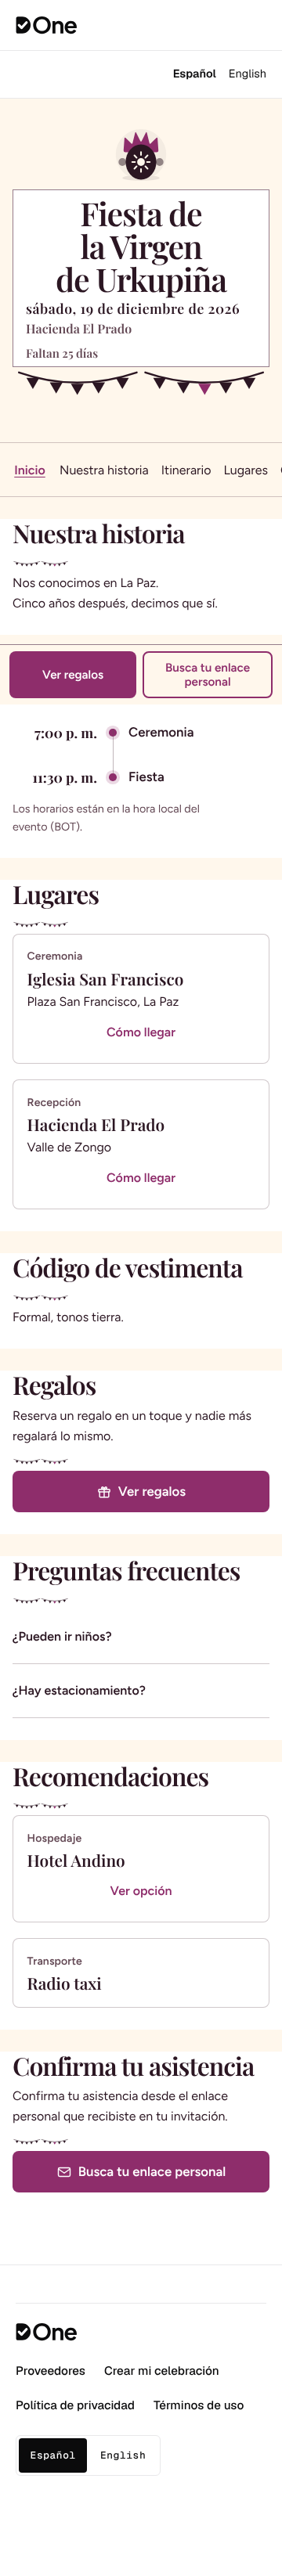 One
Español English
Fiesta de
la Virgen
de Urkupiña
sábado, 19 de diciembre de 2026
Hacienda El Prado
Faltan 25 días
Inicio Nuestra historia Itinerario Lugares
Nuestra historia
Nos conocimos en La Paz.
Cinco años después, decimos que sí.
Ver regalos
Busca tu enlace
personal
7:00 p. m. Ceremonia
11:30 p. m. Fiesta
Los horarios están en la hora local del
evento (BOT).
Lugares
Ceremonia
Iglesia San Francisco
Plaza San Francisco, La Paz
Cómo llegar
Recepción
Hacienda El Prado
Valle de Zongo
Cómo llegar
Código de vestimenta
Formal, tonos tierra.
Regalos
Reserva un regalo en un toque y nadie más
regalará lo mismo.
Ver regalos
Preguntas frecuentes
¿Pueden ir niños?
¿Hay estacionamiento?
Recomendaciones
Hospedaje
Hotel Andino
Ver opción
Transporte
Radio taxi
Confirma tu asistencia
Confirma tu asistencia desde el enlace
personal que recibiste en tu invitación.
Busca tu enlace personal
One
Proveedores Crear mi celebración
Política de privacidad Términos de uso
Español English